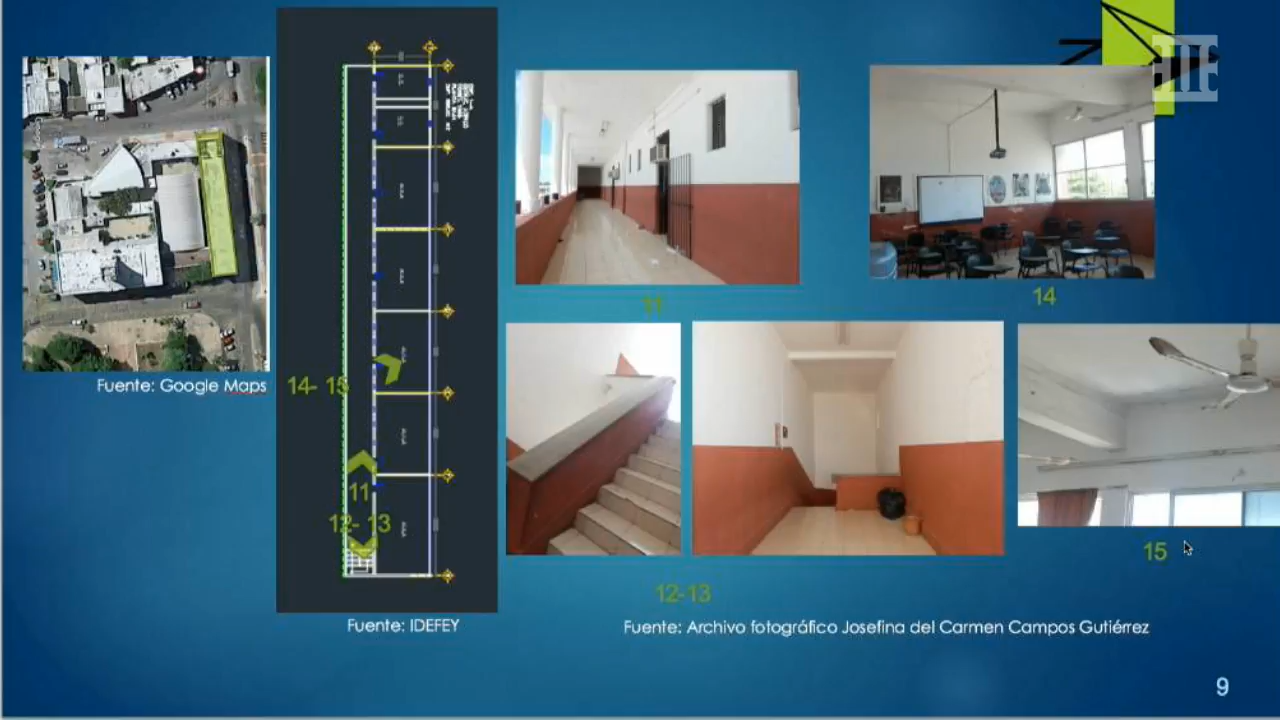 Fuente: Google Maps
14- 15
11
12- 13
Fuente: IDEFEY
11
14
12-13
15
Fuente: Archivo fotográfico Josefina del Carmen Campos Gutiérrez
9